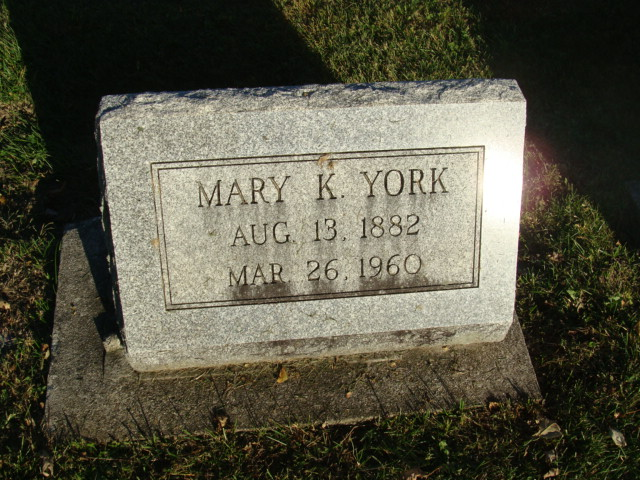 MARY K. YORK
AUG. 13, 1882
MAR. 26, 1960